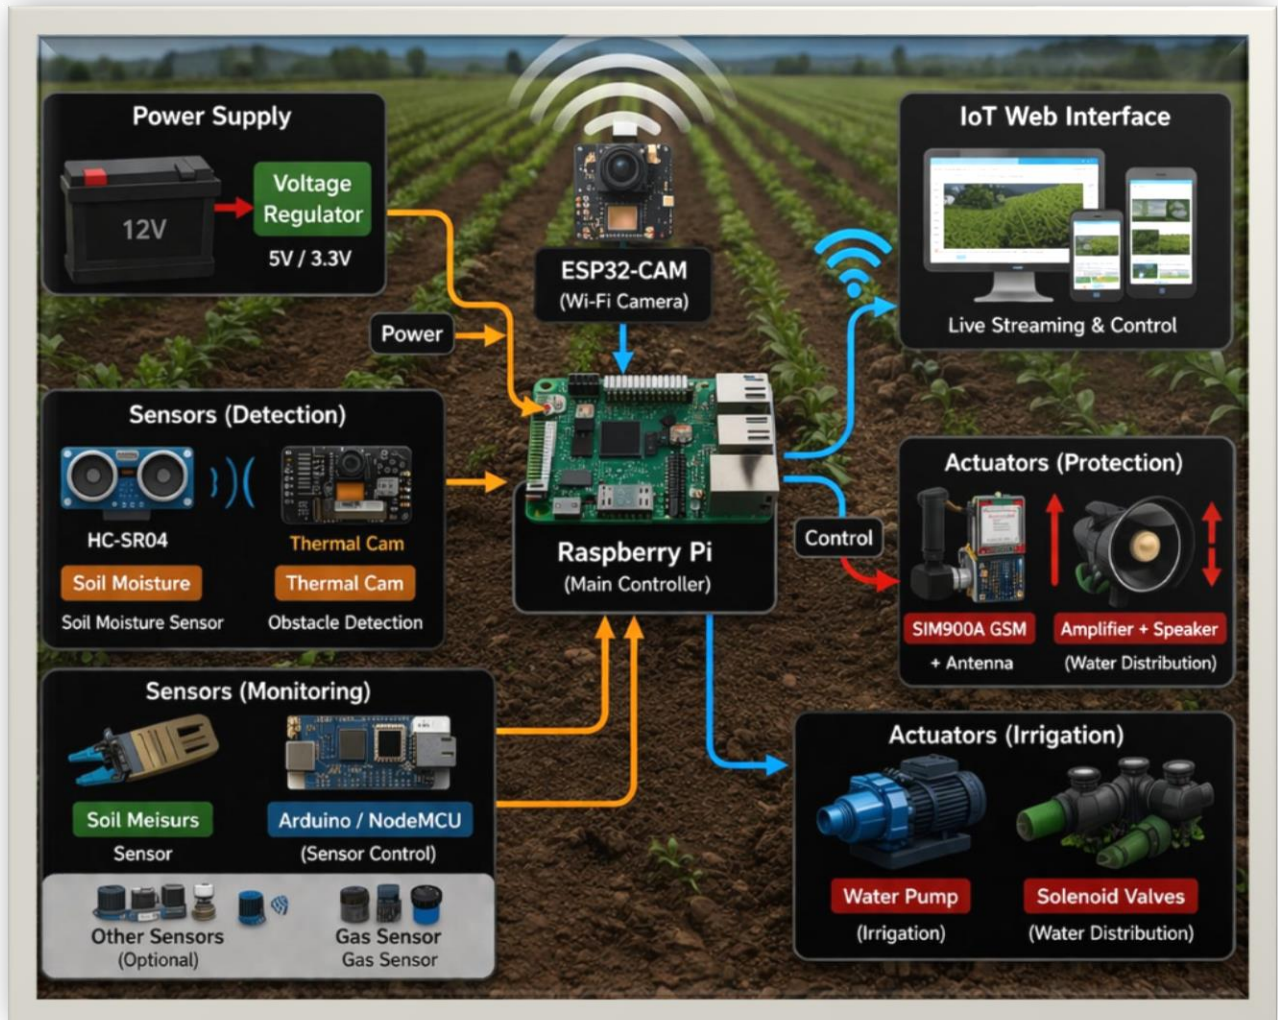 Power Supply
12V
Voltage
Regulator
5V / 3.3V
Power
ESP32-CAM
(Wi-Fi Camera)
IoT Web Interface
Live Streaming & Control
Sensors (Detection)
HC-SR04
Thermal Cam
Soil Moisture
Thermal Cam
Soil Moisture Sensor
Obstacle Detection
Raspberry Pi
(Main Controller)
Control
Actuators (Protection)
SIM900A GSM
Amplifier + Speaker
+ Antenna
(Water Distribution)
Sensors (Monitoring)
Soil Meisurs
Arduino / NodeMCU
Sensor
(Sensor Control)
Other Sensors
Gas Sensor
(Optional)
Gas Sensor
Actuators (Irrigation)
Water Pump
Solenoid Valves
(Irrigation)
(Water Distribution)